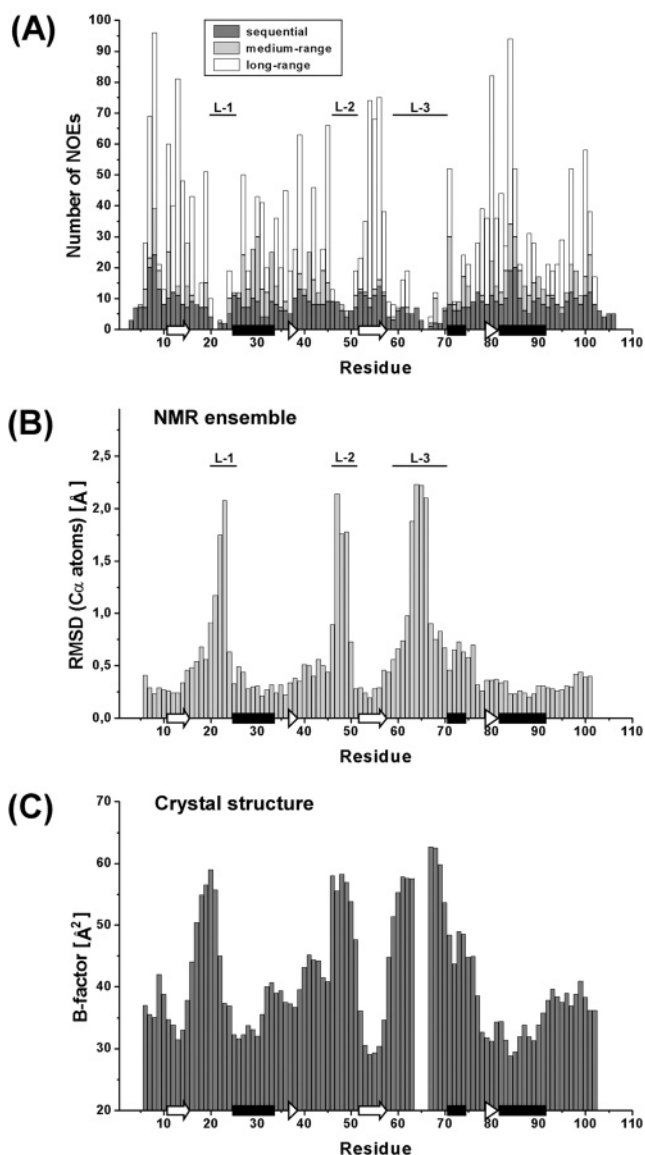 (A)
100
90
80
70
60
50
40
30
20
10
0
Number of NOEs
sequential
medium-range
long-range
L-1 L-2 L-3
10 20 30 40 50 60 70 80 90 100 110
Residue
(B)
NMR ensemble
2,5
2,0
1,5
1,0
0,5
0,0
RMSD (Cα atoms) [Å]
L-1 L-2 L-3
10 20 30 40 50 60 70 80 90 100 110
Residue
(C)
Crystal structure
70
60
50
40
30
20
B-factor [Å²]
10 20 30 40 50 60 70 80 90 100 110
Residue